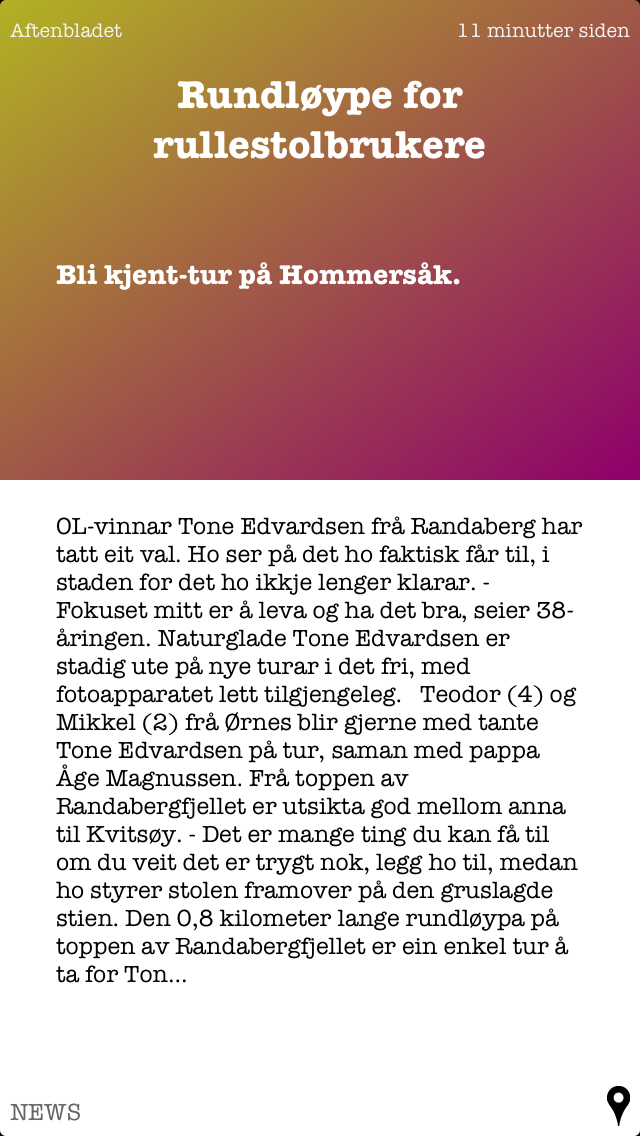 Aftenbladet
11 minutter siden
Rundløype for
rullestolbrukere
Bli kjent-tur på Hommersåk.
OL-vinnar Tone Edvardsen frå Randaberg har
tatt eit val. Ho ser på det ho faktisk får til, i
staden for det ho ikkje lenger klarar. -
Fokuset mitt er å leva og ha det bra, seier 38-
åringen. Naturglade Tone Edvardsen er
stadig ute på nye turar i det fri, med
fotoapparatet lett tilgjengeleg.   Teodor (4) og
Mikkel (2) frå Ørnes blir gjerne med tante
Tone Edvardsen på tur, saman med pappa
Åge Magnussen. Frå toppen av
Randabergfjellet er utsikta god mellom anna
til Kvitsøy. - Det er mange ting du kan få til
om du veit det er trygt nok, legg ho til, medan
ho styrer stolen framover på den gruslagde
stien. Den 0,8 kilometer lange rundløypa på
toppen av Randabergfjellet er ein enkel tur å
ta for Ton...
NEWS